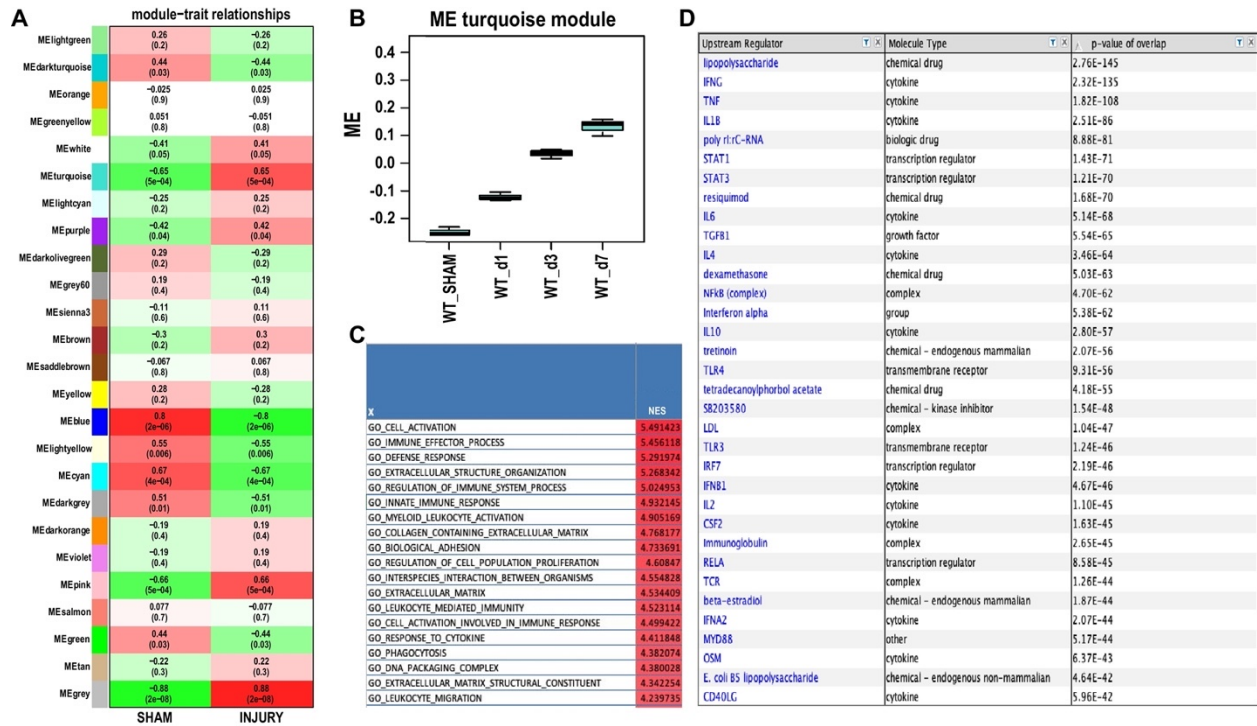 A
module−trait relationships
MElightgreen
0.26
(0.2)
−0.26
(0.2)
MEdarkturquoise
0.44
(0.03)
−0.44
(0.03)
MEorange
−0.025
(0.9)
0.025
(0.9)
MEgreenyellow
0.051
(0.8)
−0.051
(0.8)
MEwhite
−0.41
(0.05)
0.41
(0.05)
MEturquoise
−0.65
(5e−04)
0.65
(5e−04)
MElightcyan
−0.25
(0.2)
0.25
(0.2)
MEpurple
−0.42
(0.04)
0.42
(0.04)
MEdarkolivegreen
0.29
(0.2)
−0.29
(0.2)
MEgrey60
0.19
(0.4)
−0.19
(0.4)
MEsienna3
−0.11
(0.6)
0.11
(0.6)
MEbrown
−0.3
(0.2)
0.3
(0.2)
MEsaddlebrown
−0.067
(0.8)
0.067
(0.8)
MEyellow
0.28
(0.2)
−0.28
(0.2)
MEblue
0.8
(2e−06)
−0.8
(2e−06)
MElightyellow
0.55
(0.006)
−0.55
(0.006)
MEcyan
0.67
(4e−04)
−0.67
(4e−04)
MEdarkgrey
0.51
(0.01)
−0.51
(0.01)
MEdarkorange
−0.19
(0.4)
0.19
(0.4)
MEviolet
−0.19
(0.4)
0.19
(0.4)
MEpink
−0.66
(5e−04)
0.66
(5e−04)
MEsalmon
0.077
(0.7)
−0.077
(0.7)
MEgreen
0.44
(0.03)
−0.44
(0.03)
MEtan
−0.22
(0.3)
0.22
(0.3)
MEgrey
−0.88
(2e−08)
0.88
(2e−08)
SHAM
INJURY
B
ME turquoise module
ME
0.4
0.3
0.2
0.1
0.0
−0.1
−0.2
WT_SHAM
WT_d1
WT_d3
WT_d7
C
X NES
GO_CELL_ACTIVATION 5.491423
GO_IMMUNE_EFFECTOR_PROCESS 5.456118
GO_DEFENSE_RESPONSE 5.291974
GO_EXTRACELLULAR_STRUCTURE_ORGANIZATION 5.268342
GO_REGULATION_OF_IMMUNE_SYSTEM_PROCESS 5.024953
GO_INNATE_IMMUNE_RESPONSE 4.932145
GO_MYELOID_LEUKOCYTE_ACTIVATION 4.905169
GO_COLLAGEN_CONTAINING_EXTRACELLULAR_MATRIX 4.768177
GO_BIOLOGICAL_ADHESION 4.733691
GO_REGULATION_OF_CELL_POPULATION_PROLIFERATION 4.60847
GO_INTERSPECIES_INTERACTION_BETWEEN_ORGANISMS 4.554828
GO_EXTRACELLULAR_MATRIX 4.534409
GO_LEUKOCYTE_MEDIATED_IMMUNITY 4.523114
GO_CELL_ACTIVATION_INVOLVED_IN_IMMUNE_RESPONSE 4.499422
GO_RESPONSE_TO_CYTOKINE 4.411848
GO_PHAGOCYTOSIS 4.382074
GO_DNA_PACKAGING_COMPLEX 4.380028
GO_EXTRACELLULAR_MATRIX_STRUCTURAL_CONSTITUENT 4.342254
GO_LEUKOCYTE_MIGRATION 4.239735
D
Upstream Regulator Molecule Type p-value of overlap
lipopolysaccharide chemical drug 2.76E-145
IFNG cytokine 2.32E-135
TNF cytokine 1.82E-108
IL1B cytokine 2.51E-86
poly rI:rC-RNA biologic drug 8.88E-81
STAT1 transcription regulator 1.43E-71
STAT3 transcription regulator 1.21E-70
resiquimod chemical drug 1.68E-70
IL6 cytokine 5.14E-68
TGFB1 growth factor 5.54E-65
IL4 cytokine 3.46E-64
dexamethasone chemical drug 5.03E-63
NFkB (complex) complex 4.70E-62
Interferon alpha group 5.38E-62
IL10 cytokine 2.80E-57
tretinoin chemical - endogenous mammalian 2.07E-56
TLR4 transmembrane receptor 9.31E-56
tetradecanoylphorbol acetate chemical drug 4.18E-55
SB203580 chemical - kinase inhibitor 1.54E-48
LDL complex 1.04E-47
TLR3 transmembrane receptor 1.24E-46
IRF7 transcription regulator 2.19E-46
IFNB1 cytokine 4.67E-46
IL2 cytokine 1.10E-45
CSF2 cytokine 1.63E-45
Immunoglobulin complex 2.65E-45
RELA transcription regulator 8.58E-45
TCR complex 1.26E-44
beta-estradiol chemical - endogenous mammalian 1.87E-44
IFNA2 cytokine 2.07E-44
MYD88 other 5.17E-44
OSM cytokine 6.37E-43
E. coli B5 lipopolysaccharide chemical - endogenous non-mammalian 4.64E-42
CD40LG cytokine 5.96E-42